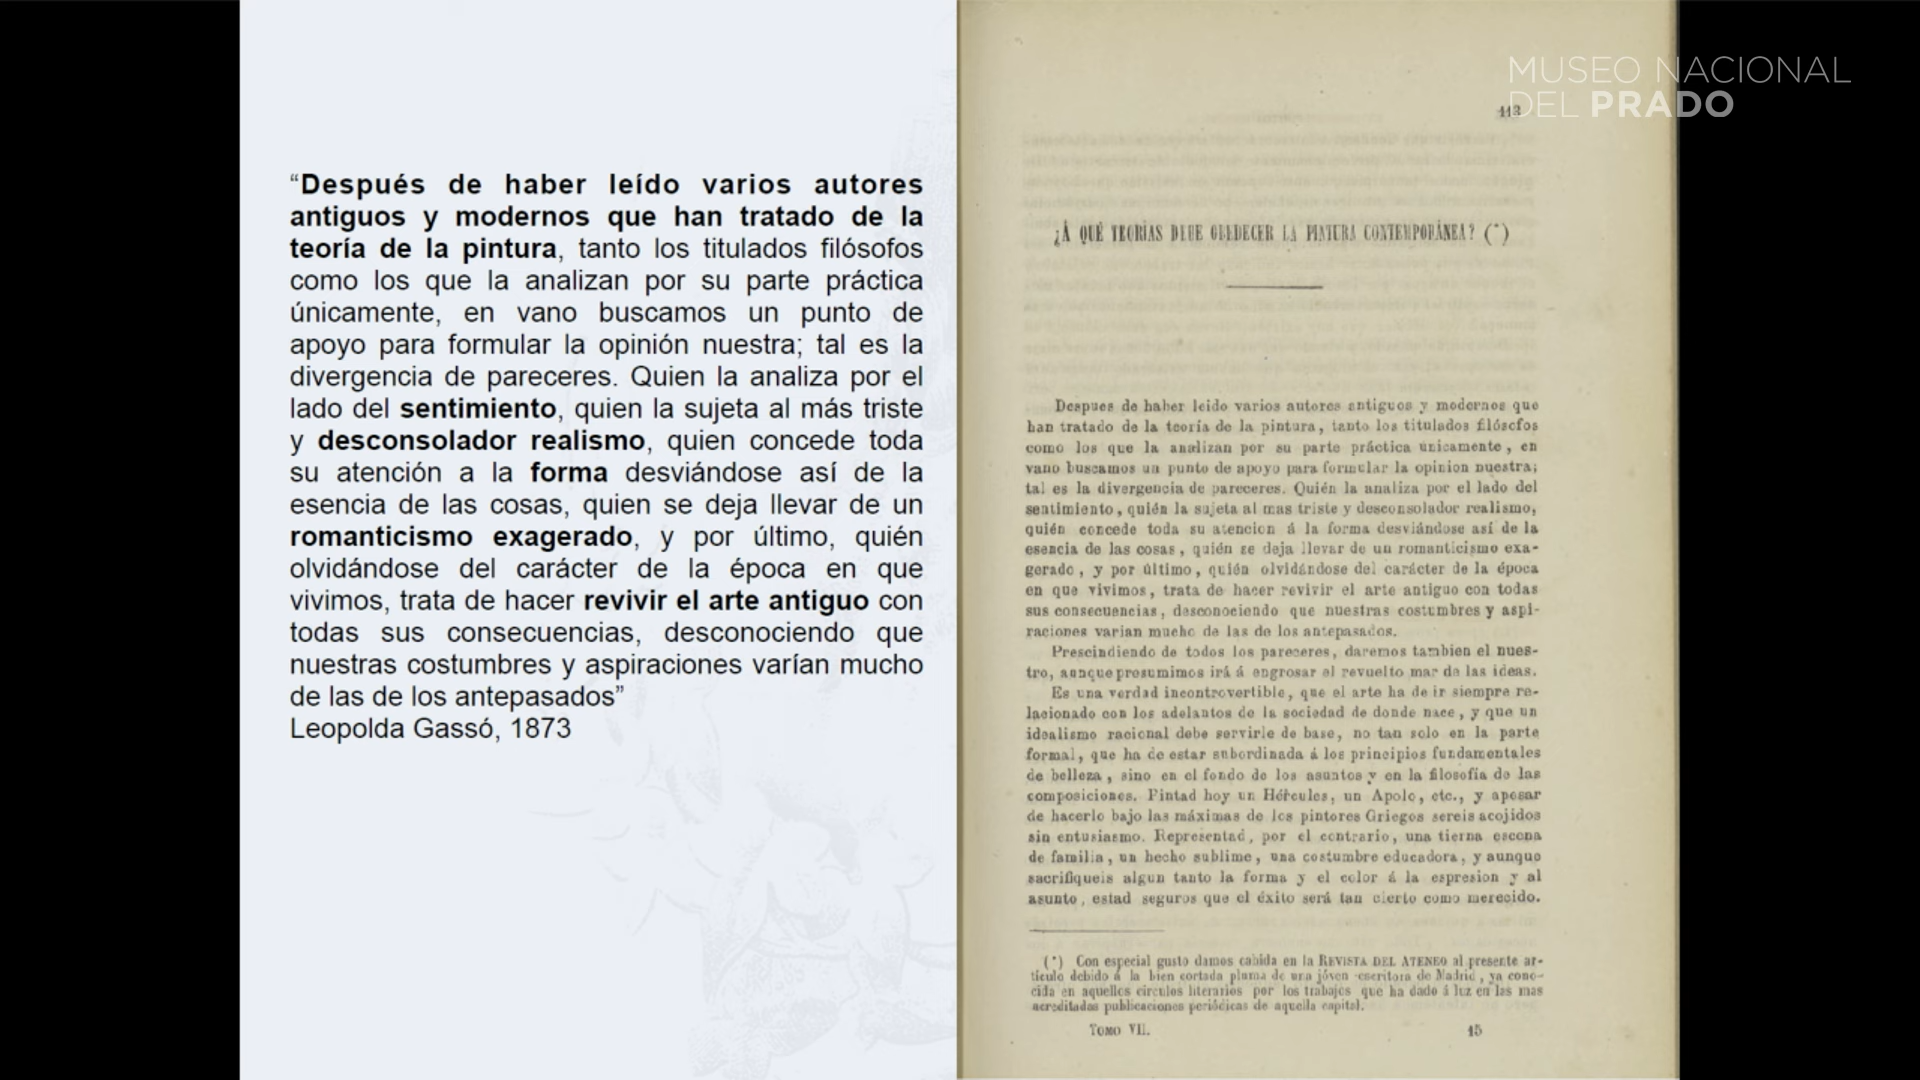 “Después de haber leído varios autores
antiguos y modernos que han tratado de la
teoría de la pintura, tanto los titulados filósofos
como los que la analizan por su parte práctica
únicamente, en vano buscamos un punto de
apoyo para formular la opinión nuestra; tal es la
divergencia de pareceres. Quien la analiza por el
lado del sentimiento, quien la sujeta al más triste
y desconsolador realismo, quien concede toda
su atención a la forma desviándose así de la
esencia de las cosas, quien se deja llevar de un
romanticismo exagerado, y por último, quién
olvidándose del carácter de la época en que
vivimos, trata de hacer revivir el arte antiguo con
todas sus consecuencias, desconociendo que
nuestras costumbres y aspiraciones varían mucho
de las de los antepasados”
Leopolda Gassó, 1873
MUSEO NACIONAL
DEL PRADO
113
¿Á QUÉ TEORÍAS DEBE OBEDECER LA PINTURA CONTEMPORÁNEA? (*)
Despues de haber leido varios autores antiguos y modernos que
han tratado de la teoría de la pintura, tanto los titulados filósofos
como los que la analizan por su parte práctica unicamente, en
vano buscamos un punto de apoyo para formular la opinion nuestra;
tal es la divergencia de pareceres. Quién la analiza por el lado del
sentimiento, quién la sujeta al mas triste y desconsolador realismo,
quién concede toda su atencion á la forma desviándose así de la
esencia de las cosas, quién se deja llevar de un romanticismo exa-
gerado, y por último, quién olvidándose del carácter de la época
en que vivimos, trata de hacer revivir el arte antiguo con todas
sus consecuencias, desconociendo que nuestras costumbres y aspi-
raciones varian mucho de las de los antepasados.
Prescindiendo de todos los pareceres, daremos tambien el nues-
tro, aunque presumimos irá á engrosar el revuelto mar de las ideas.
Es una verdad incontrovertible, que el arte ha de ir siempre re-
lacionado con los adelantos de la sociedad de donde nace, y que un
idealismo racional debe servirle de base, no tan solo en la parte
formal, que ha de estar subordinada á los principios fundamentales
de belleza, sino en el fondo de los asuntos y en la filosofía de las
composiciones. Pintad hoy un Hércules, un Apolo, etc., y apesar
de hacerlo bajo las máximas de los pintores Griegos sereis acojidos
sin entusiasmo. Representad, por el contrario, una tierna escena
de familia, un hecho sublime, una costumbre educadora, y aunque
sacrifiqueis algun tanto la forma y el color á la espresion y al
asunto, estad seguros que el éxito será tan cierto como merecido.
(*) Con especial gusto damos cabida en la REVISTA DEL ATENEO al presente ar-
tículo debido á la bien cortada pluma de una jóven escritora de Madrid, ya cono-
cida en aquellos círculos literarios por los trabajos que ha dado á luz en las mas
acreditadas publicaciones periódicas de aquella capital.
TOMO VII.
15